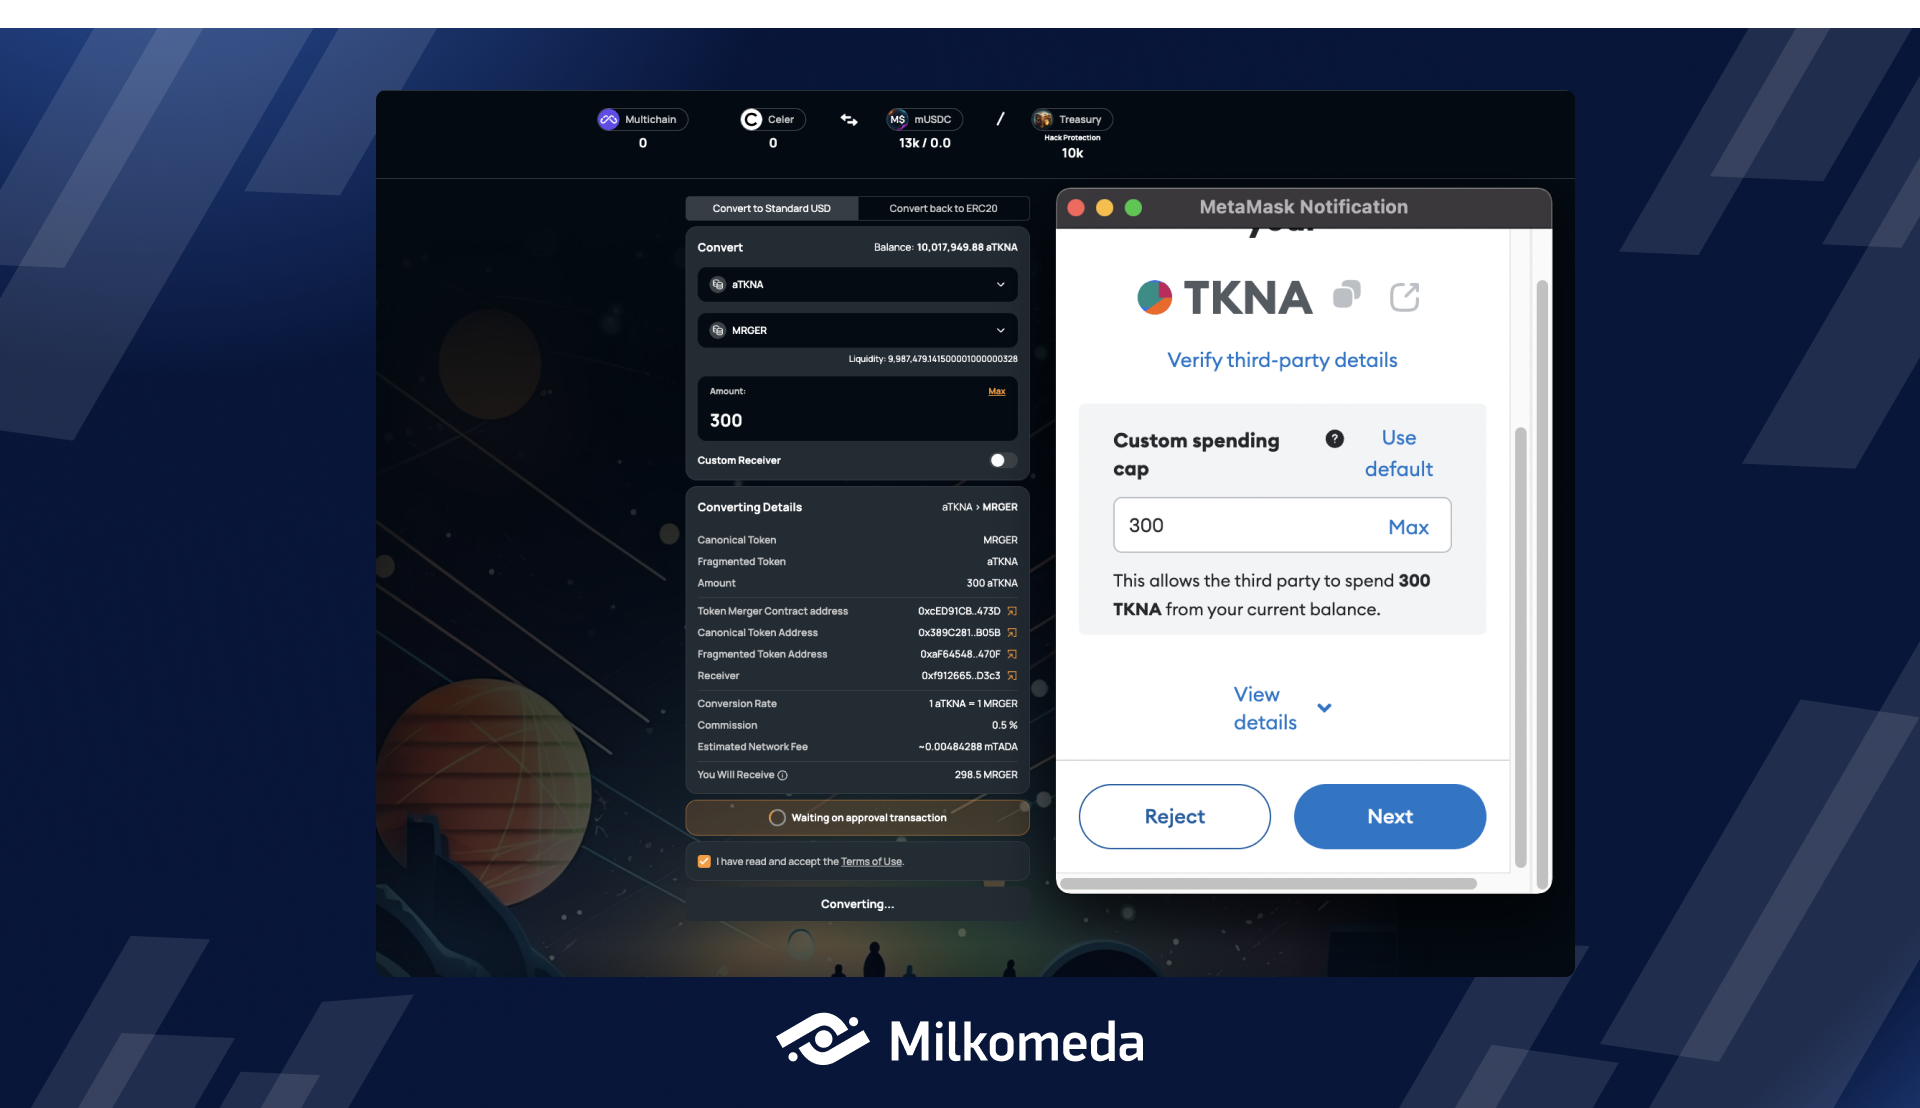 Multichain
0
Celer
0
M$ mUSDC
13k / 0.0
/
Treasury
Hack Protection
10k
Convert to Standard USD
Convert back to ERC20
Convert
Balance: 10,017,949.88 aTKNA
aTKNA
MRGER
Liquidity: 9,987,479.141500001000000328
Amount:
Max
300
Custom Receiver
Converting Details
aTKNA > MRGER
Canonical Token
MRGER
Fragmented Token
aTKNA
Amount
300 aTKNA
Token Merger Contract address
0xcED91CB..473D
Canonical Token Address
0x389C281..B05B
Fragmented Token Address
0xaF64548..470F
Receiver
0xf912665..D3c3
Conversion Rate
1 aTKNA = 1 MRGER
Commission
0.5 %
Estimated Network Fee
~0.00484288 mTADA
You Will Receive
298.5 MRGER
Waiting on approval transaction
I have read and accept the Terms of Use.
Converting...
MetaMask Notification
your
TKNA
Verify third-party details
Custom spending
cap
?
Use
default
300
Max
This allows the third party to spend 300
TKNA from your current balance.
View
details
Reject
Next
Milkomeda